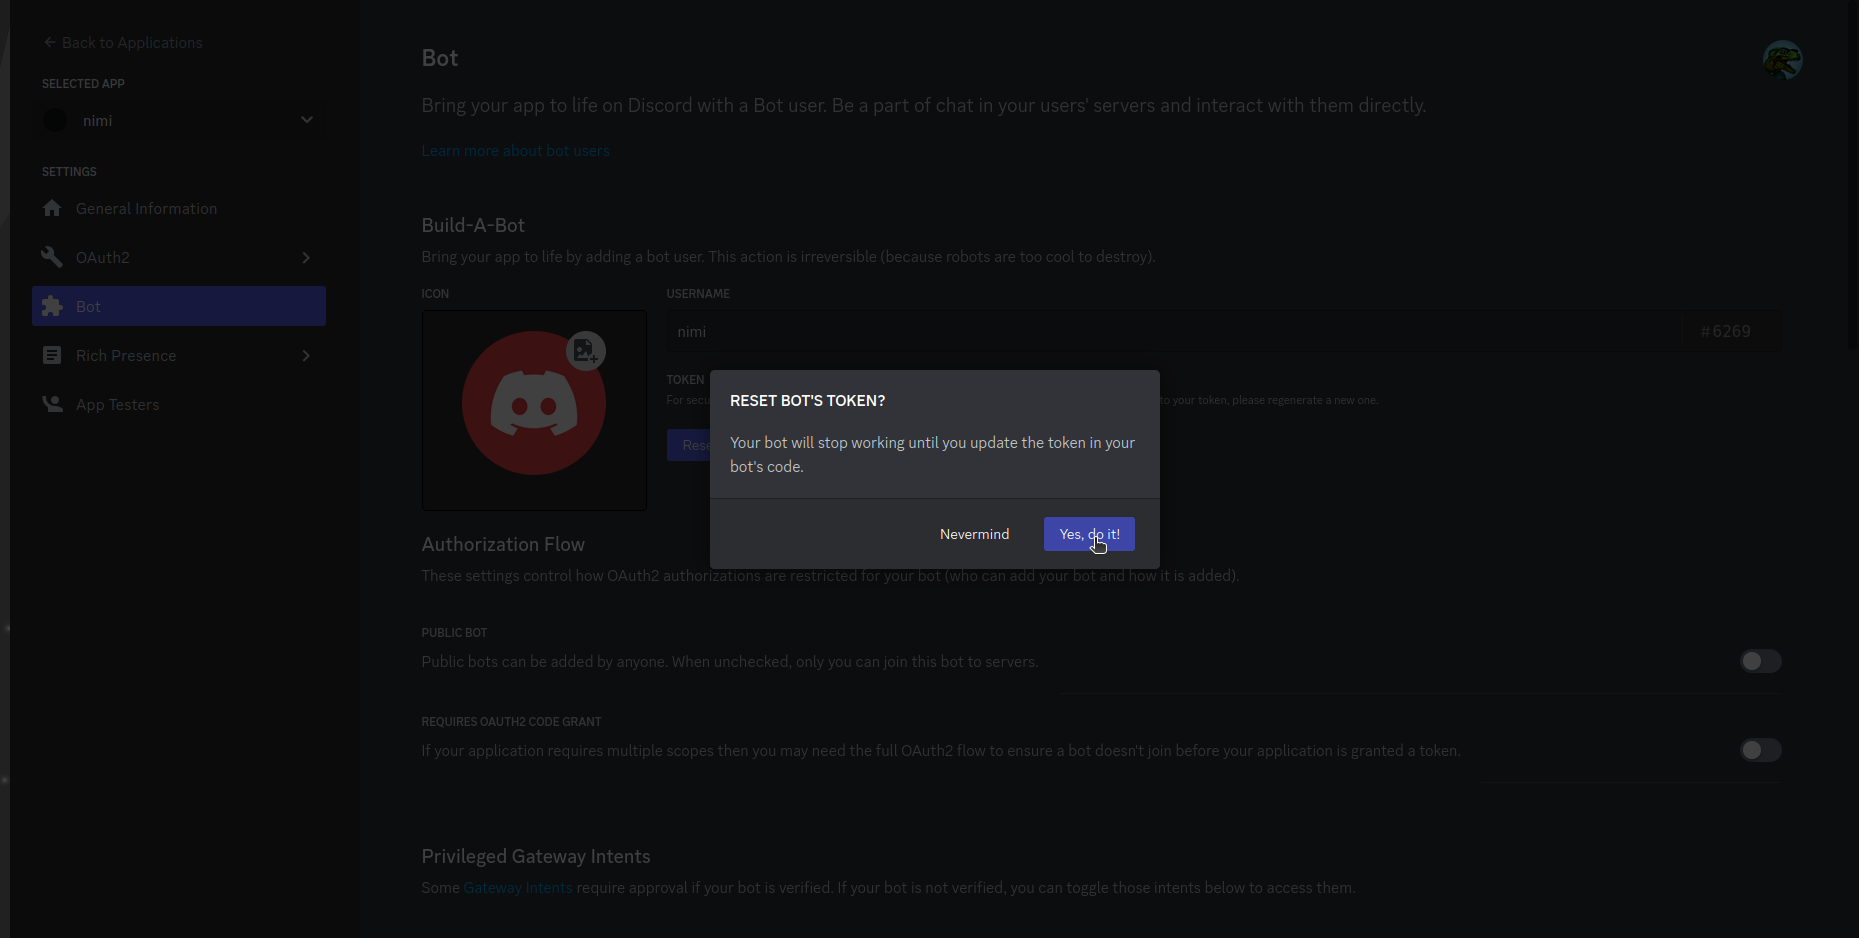 Back to Applications
SELECTED APP
nimi
SETTINGS
General Information
OAuth2
Bot
Rich Presence
App Testers
Bot
Bring your app to life on Discord with a Bot user. Be a part of chat in your users' servers and interact with them directly.
Learn more about bot users
Build-A-Bot
Bring your app to life by adding a bot user. This action is irreversible (because robots are too cool to destroy).
ICON
USERNAME
nimi
#6269
TOKEN
For secu
to your token, please regenerate a new one.
Rese
RESET BOT'S TOKEN?
Your bot will stop working until you update the token in your
bot's code.
Nevermind
Yes, do it!
Authorization Flow
These settings control how OAuth2 authorizations are restricted for your bot (who can add your bot and how it is added).
PUBLIC BOT
Public bots can be added by anyone. When unchecked, only you can join this bot to servers.
REQUIRES OAUTH2 CODE GRANT
If your application requires multiple scopes then you may need the full OAuth2 flow to ensure a bot doesn't join before your application is granted a token.
Privileged Gateway Intents
Some Gateway Intents require approval if your bot is verified. If your bot is not verified, you can toggle those intents below to access them.